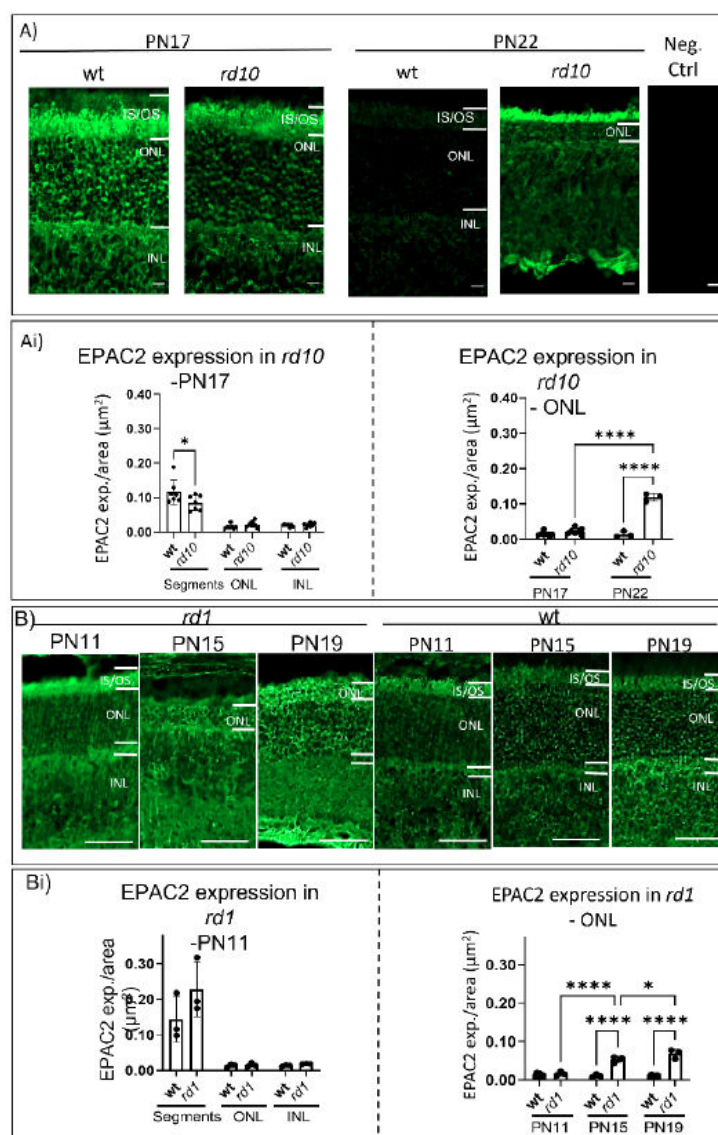 A)
PN17
PN22
Neg.
Ctrl
wt
rd10
wt
rd10
IS/OS
ONL
INL
IS/OS
ONL
INL
IS/OS
ONL
INL
ONL
Ai)
EPAC2 expression in rd10
-PN17
EPAC2 exp./area (µm²)
0.40
0.30
0.20
0.10
0.00
*
wt
rd10
wt
rd10
wt
rd10
Segments
ONL
INL
EPAC2 expression in
rd10
- ONL
EPAC2 exp./area (µm²)
0.40
0.30
0.20
0.10
0.00
****
****
wt
rd10
wt
rd10
PN17
PN22
B)
rd1
wt
PN11
PN15
PN19
PN11
PN15
PN19
IS/OS
ONL
INL
ONL
INL
ONL
IS/OS
ONL
INL
IS/OS
ONL
INL
IS/OS
ONL
INL
Bi)
EPAC2 expression in
rd1
-PN11
EPAC2 exp./area
(µm²)
0.30
0.20
0.10
0.00
wt
rd1
wt
rd1
wt
rd1
Segments
ONL
INL
EPAC2 expression in rd1
- ONL
EPAC2 exp./area (µm²)
0.30
0.20
0.10
0.00
****
*
****
****
wt
rd1
wt
rd1
wt
rd1
PN11
PN15
PN19